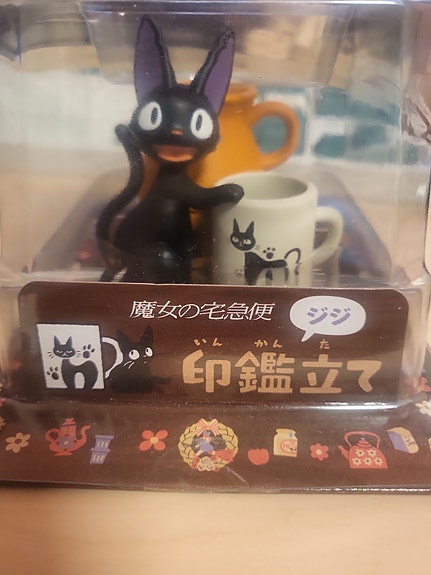 魔女の宅急便
ジジ
いんかんた
印鑑立て